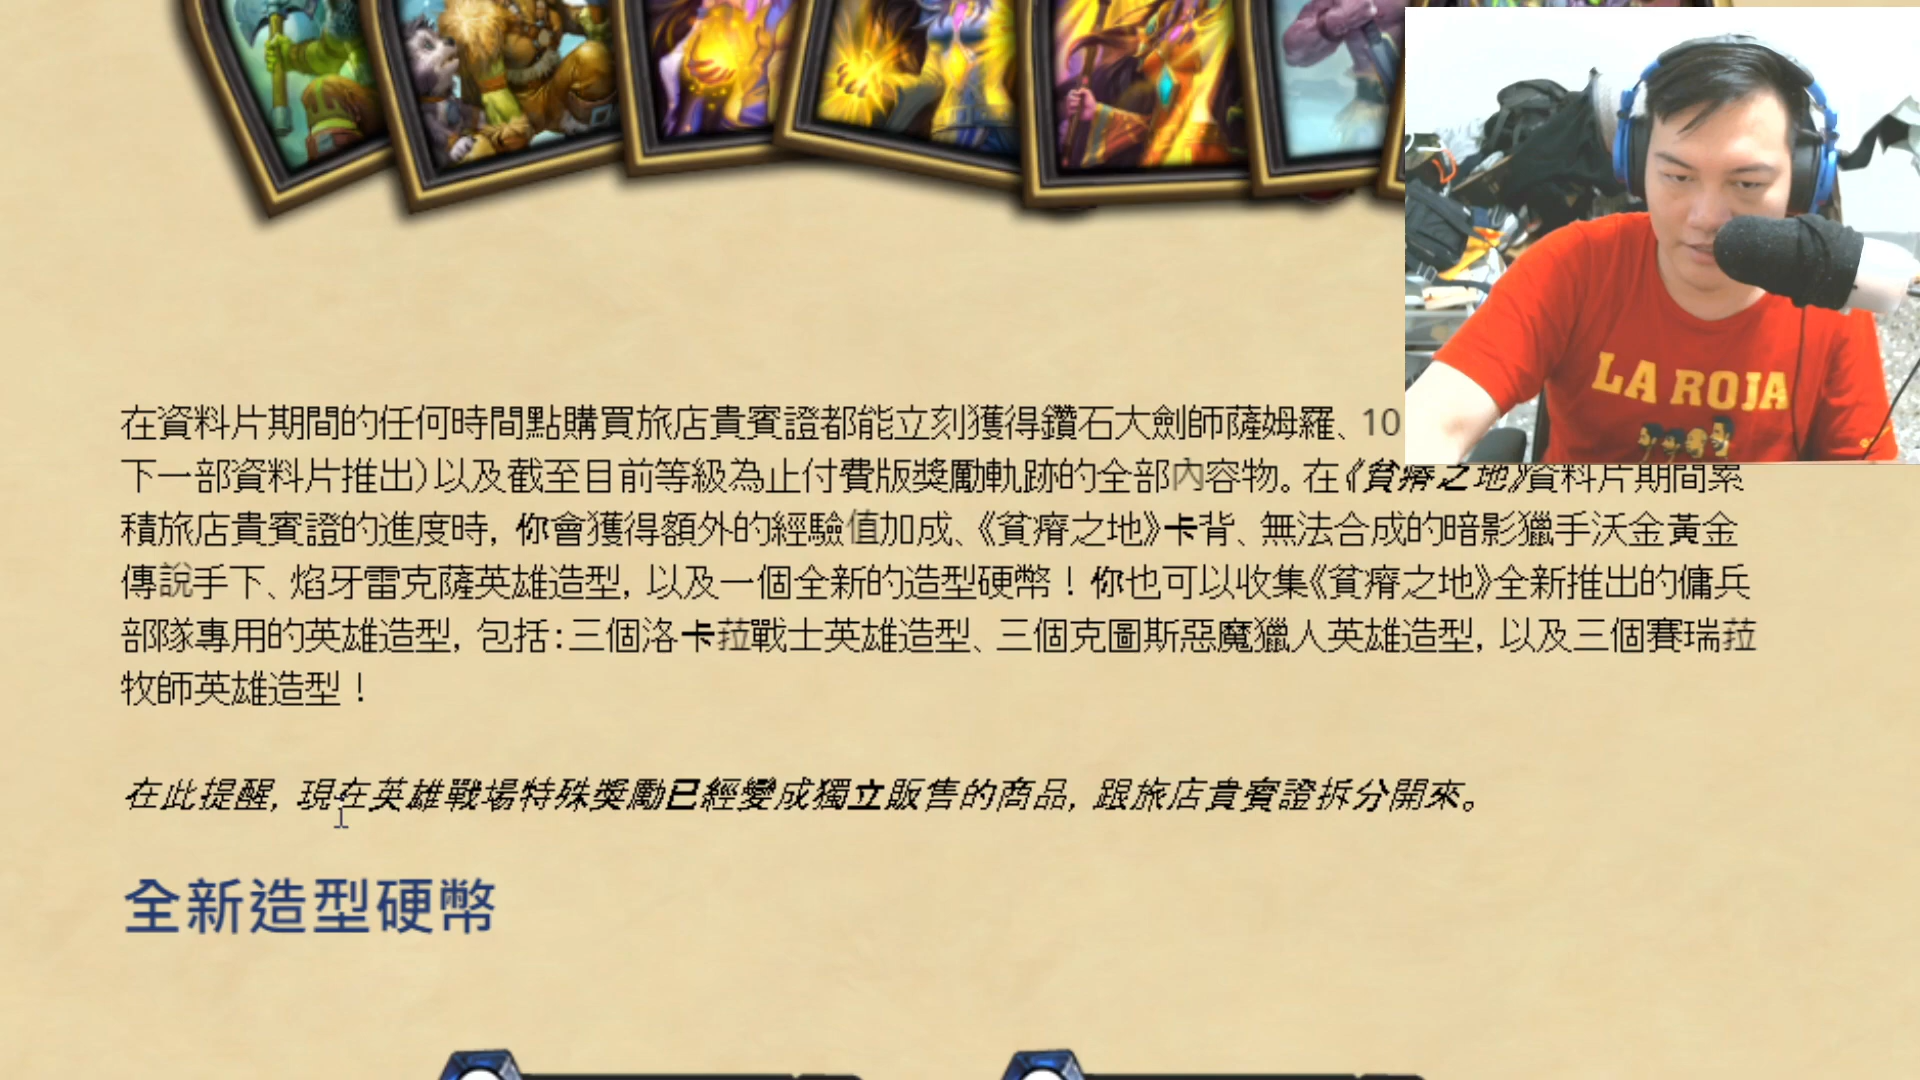 在資料片期間的任何時間點購買旅店貴賓證都能立刻獲得鑽石大劍師薩姆羅、10
下一部資料片推出)以及截至目前等級為止付費版獎勵軌跡的全部內容物。在《貧瘠之地》資料片期間累
積旅店貴賓證的進度時, 你會獲得額外的經驗值加成、《貧瘠之地》卡背、無法合成的暗影獵手沃金黃金
傳說手下、焰牙雷克薩英雄造型, 以及一個全新的造型硬幣！你也可以收集《貧瘠之地》全新推出的傭兵
部隊專用的英雄造型, 包括:三個洛卡菈戰士英雄造型、三個克圖斯惡魔獵人英雄造型, 以及三個賽瑞菈
牧師英雄造型！
在此提醒, 現在英雄戰場特殊獎勵已經變成獨立販售的商品, 跟旅店貴賓證拆分開來。
全新造型硬幣
LA ROJA